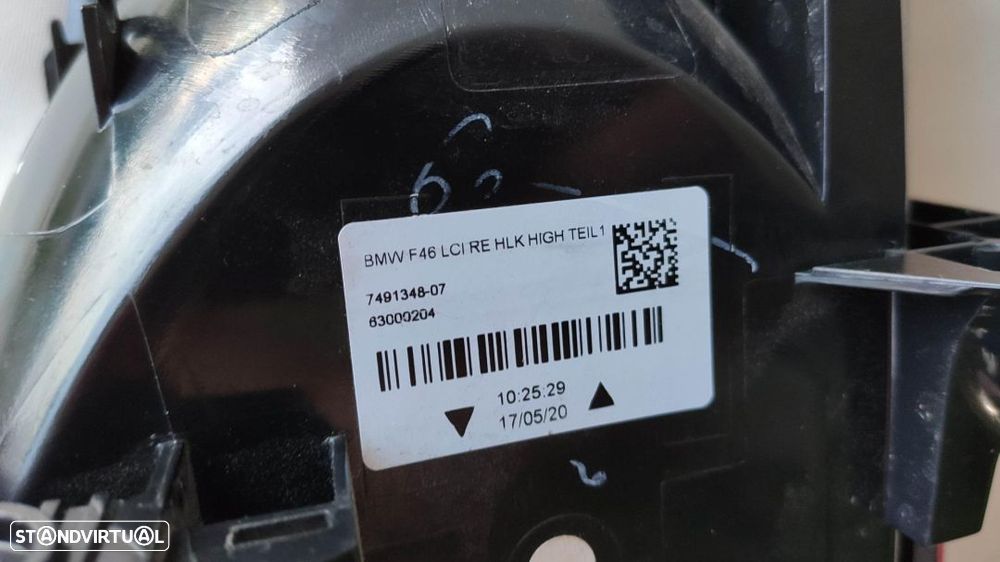 BMW F46 LCI RE HLK HIGH TEIL1
7491348-07
63000204
10:25:29
17/05/20
STANDVIRTUAL